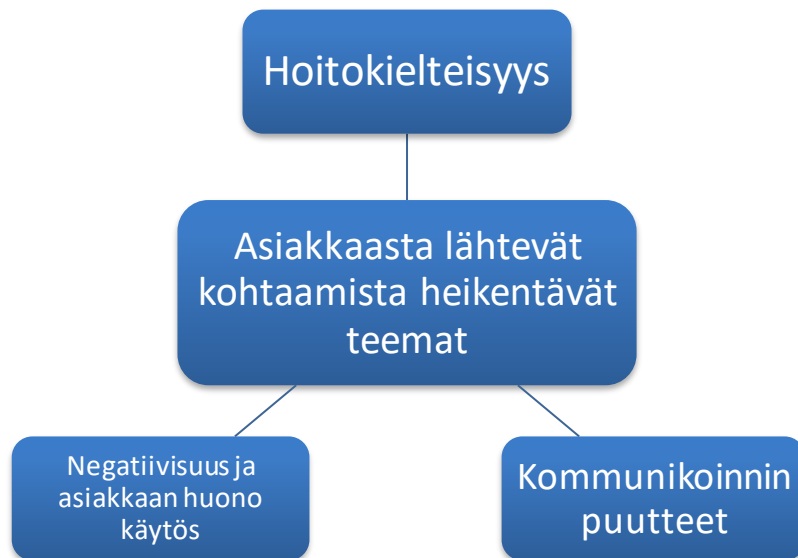 Hoitokielteisyys
Asiakkaasta lähtevät
kohtaamista heikentävät
teemat
Negatiivisuus ja
asiakkaan huono
käytös
Kommunikoinnin
puutteet